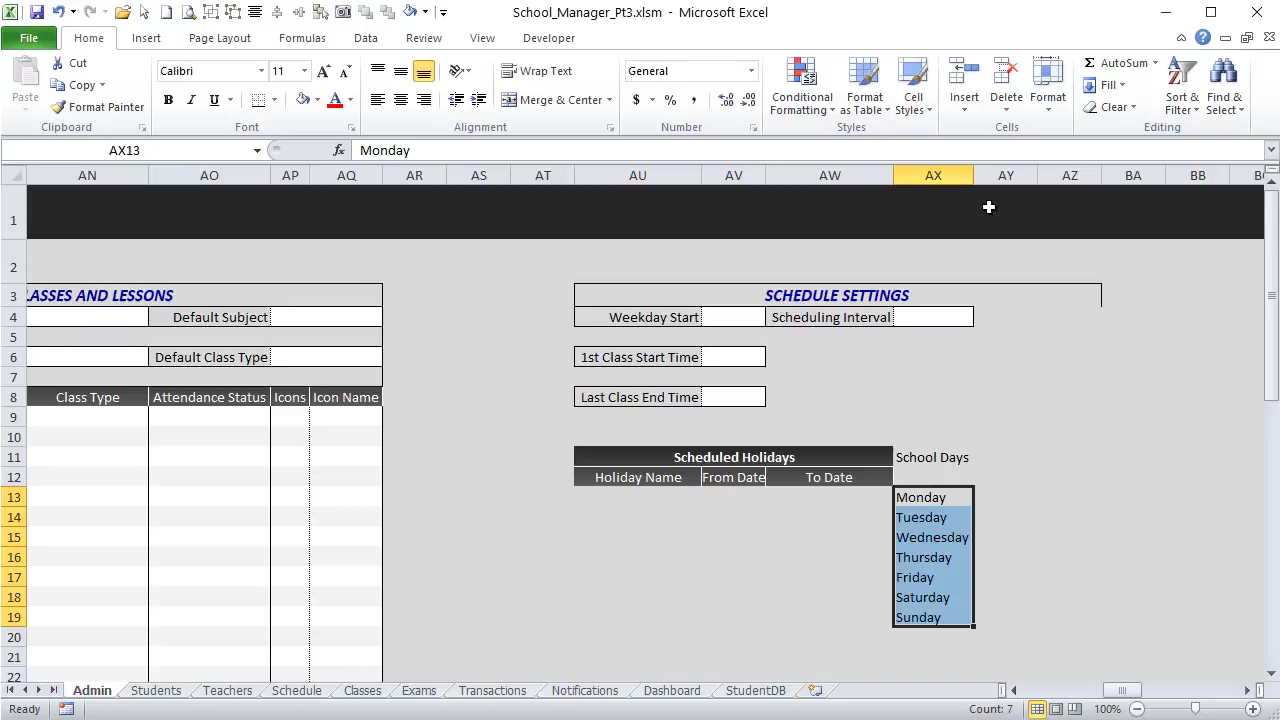 School_Manager_Pt3.xlsm - Microsoft Excel
File Home Insert Page Layout Formulas Data Review View Developer
Paste Cut Copy Format Painter Clipboard
Calibri 11 B I U A Font
Wrap Text Merge & Center Alignment
General $ % , Number
Conditional Formatting Format as Table Cell Styles Styles
Insert Delete Format Cells
Σ AutoSum Fill Clear Sort & Filter Find & Select Editing
AX13 fx Monday
AN AO AP AQ AR AS AT AU AV AW AX AY AZ BA BB
1
2
3 LASSES AND LESSONS SCHEDULE SETTINGS
4 Default Subject Weekday Start Scheduling Interval
5
6 Default Class Type 1st Class Start Time
7
8 Class Type Attendance Status Icons Icon Name Last Class End Time
9
10
11 Scheduled Holidays School Days
12 Holiday Name From Date To Date
13 Monday
14 Tuesday
15 Wednesday
16 Thursday
17 Friday
18 Saturday
19 Sunday
20
21
22
Admin Students Teachers Schedule Classes Exams Transactions Notifications Dashboard StudentDB
Ready Count: 7 100%